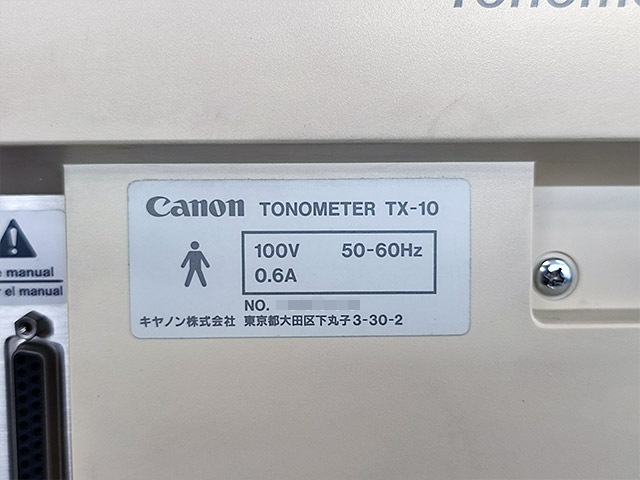 Canon TONOMETER TX-10
100V 50-60Hz
0.6A
NO.
キヤノン株式会社 東京都大田区下丸子3-30-2
manual
el manual